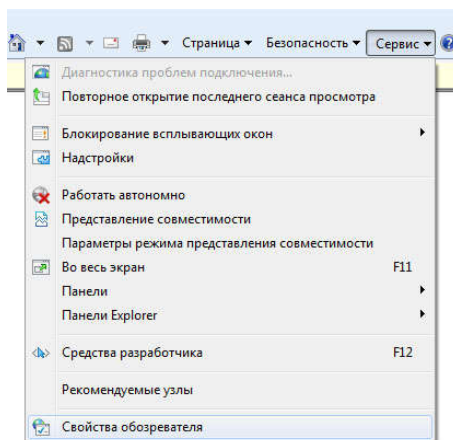 Страница Безопасность Сервис
Диагностика проблем подключения...
Повторное открытие последнего сеанса просмотра
Блокирование всплывающих окон
Надстройки
Работать автономно
Представление совместимости
Параметры режима представления совместимости
Во весь экран F11
Панели
Панели Explorer
Средства разработчика F12
Рекомендуемые узлы
Свойства обозревателя